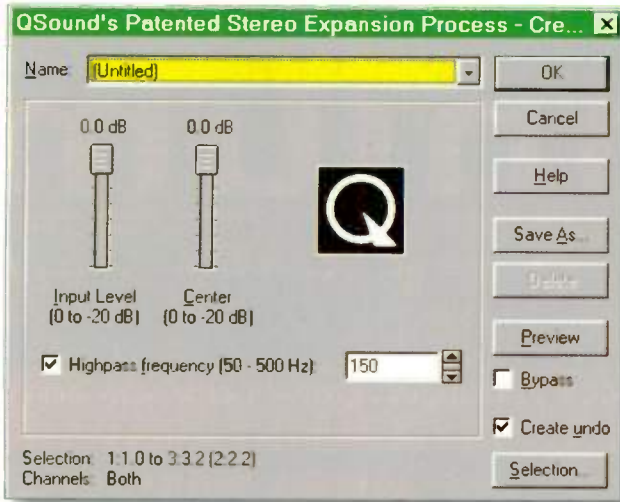 QSound's Patented Stereo Expansion Process - Cre...
Name: (Untitled)
OK
Cancel
Help
Save As...
Delete
Preview
Bypass
Create undo
Selection...
0.0 dB 0.0 dB
Input Level Center
(0 to -20 dB) (0 to -20 dB)
Highpass frequency (50 - 500 Hz): 150
Selection: 1:1.0 to 3:3.2 (2:2.2)
Channels: Both